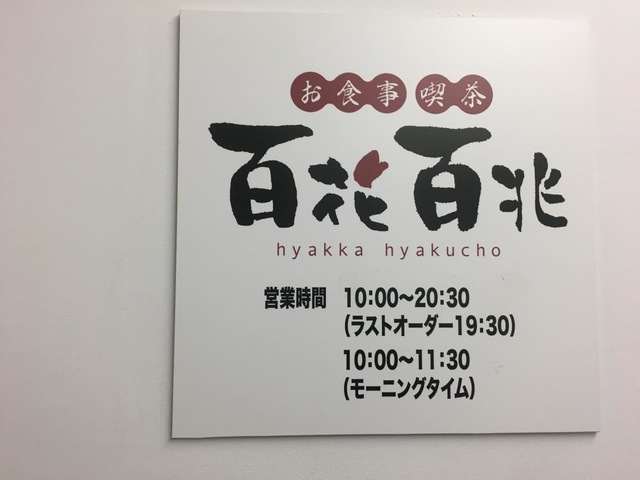 お食事 喫茶
百花百兆
hyakka hyakucho
営業時間 10:00～20:30
(ラストオーダー19:30)
10:00～11:30
(モーニングタイム)